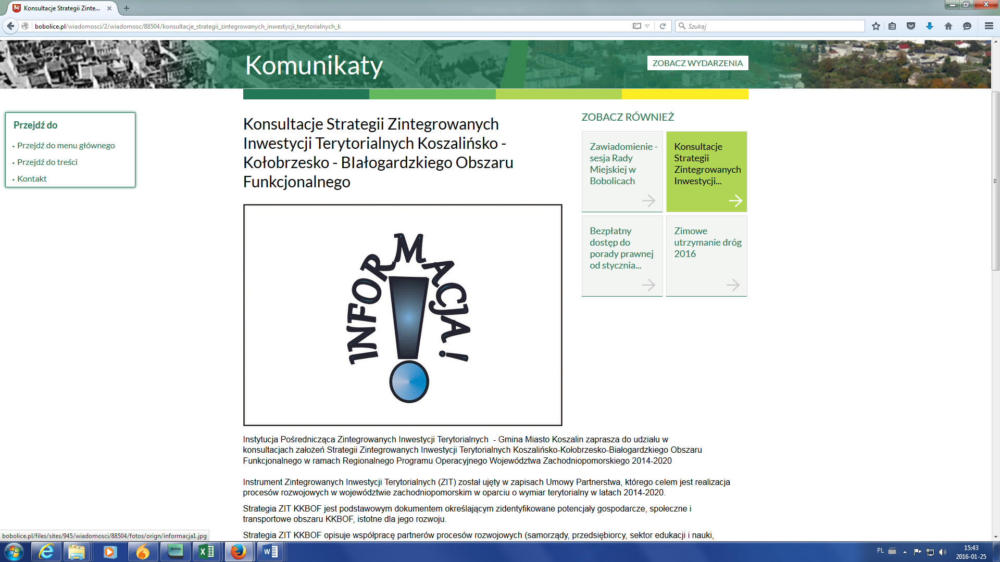 Konsultacje Strategii Zinte...
bobolice.pl/wiadomosci/2/wiadomosc/88504/konsultacje_strategii_zintegrowanych_inwestycji_terytorialnych_k
Szukaj
Komunikaty
ZOBACZ WYDARZENIA
Przejdź do
Przejdź do menu głównego
Przejdź do treści
Kontakt
Konsultacje Strategii Zintegrowanych
Inwestycji Terytorialnych Koszalińsko -
Kołobrzesko - BIałogardzkiego Obszaru
Funkcjonalnego
INFORMACJA!
ZOBACZ RÓWNIEŻ
Zawiadomienie -
sesja Rady
Miejskiej w
Bobolicach
Konsultacje
Strategii
Zintegrowanych
Inwestycji...
Bezpłatny
dostęp do
porady prawnej
od stycznia...
Zimowe
utrzymanie dróg
2016
Instytucja Pośrednicząca Zintegrowanych Inwestycji Terytorialnych  - Gmina Miasto Koszalin zaprasza do udziału w
konsultacjach założeń Strategii Zintegrowanych Inwestycji Terytorialnych Koszalińsko-Kołobrzesko-Białogardzkiego Obszaru
Funkcjonalnego w ramach Regionalnego Programu Operacyjnego Województwa Zachodniopomorskiego 2014-2020
Instrument Zintegrowanych Inwestycji Terytorialnych (ZIT) został ujęty w zapisach Umowy Partnerstwa, którego celem jest realizacja
procesów rozwojowych w województwie zachodniopomorskim w oparciu o wymiar terytorialny w latach 2014-2020.
Strategia ZIT KKBOF jest podstawowym dokumentem określającym zidentyfikowane potencjały gospodarcze, społeczne i
transportowe obszaru KKBOF, istotne dla jego rozwoju.
Strategia ZIT KKBOF opisuje współpracę partnerów procesów rozwojowych (samorządy, przedsiębiorcy, sektor edukacji i nauki,
bobolice.pl/files/sites/945/wiadomosci/88504/fotos/orign/informacja1.jpg
PROTON
PL
15:43
2016-01-25